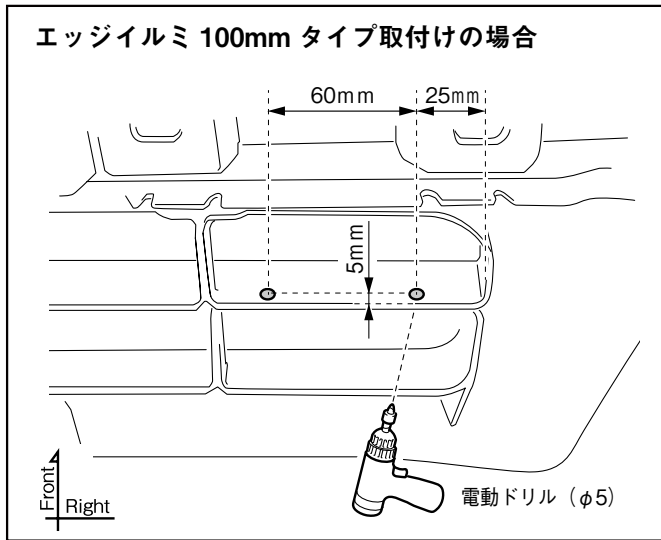 エッジイルミ 100mm タイプ取付けの場合
60mm
25mm
5mm
電動ドリル（φ5）
Front
Right